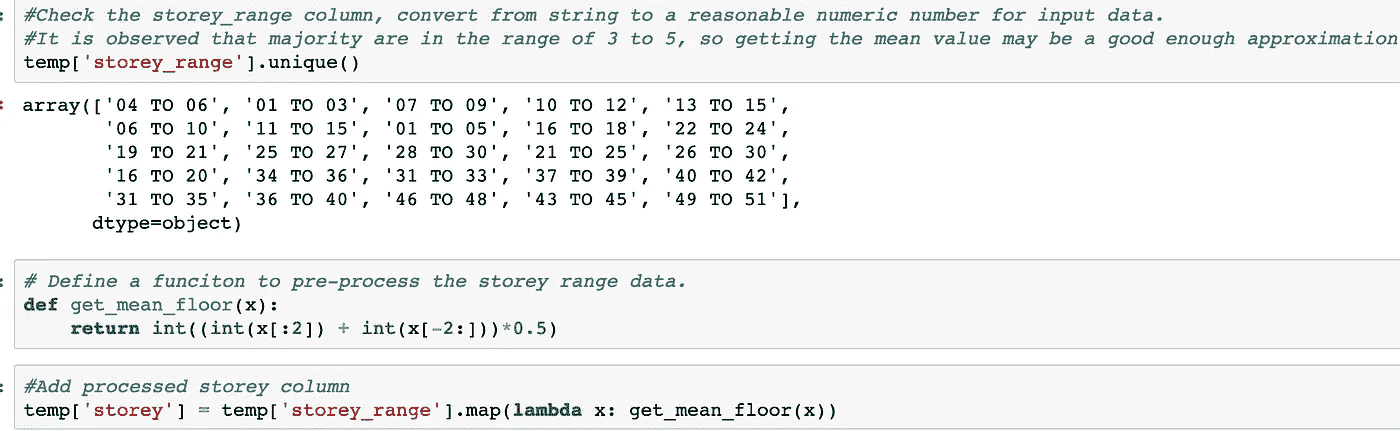 #Check the storey_range column, convert from string to a reasonable numeric number for input data.
#It is observed that majority are in the range of 3 to 5, so getting the mean value may be a good enough approximation
temp['storey_range'].unique()
array(['04 TO 06', '01 TO 03', '07 TO 09', '10 TO 12', '13 TO 15',
'06 TO 10', '11 TO 15', '01 TO 05', '16 TO 18', '22 TO 24',
'19 TO 21', '25 TO 27', '28 TO 30', '21 TO 25', '26 TO 30',
'16 TO 20', '34 TO 36', '31 TO 33', '37 TO 39', '40 TO 42',
'31 TO 35', '36 TO 40', '46 TO 48', '43 TO 45', '49 TO 51'],
dtype=object)
# Define a funciton to pre-process the storey range data.
def get_mean_floor(x):
return int((int(x[:2]) + int(x[-2:]))*0.5)
#Add processed storey column
temp['storey'] = temp['storey_range'].map(lambda x: get_mean_floor(x))